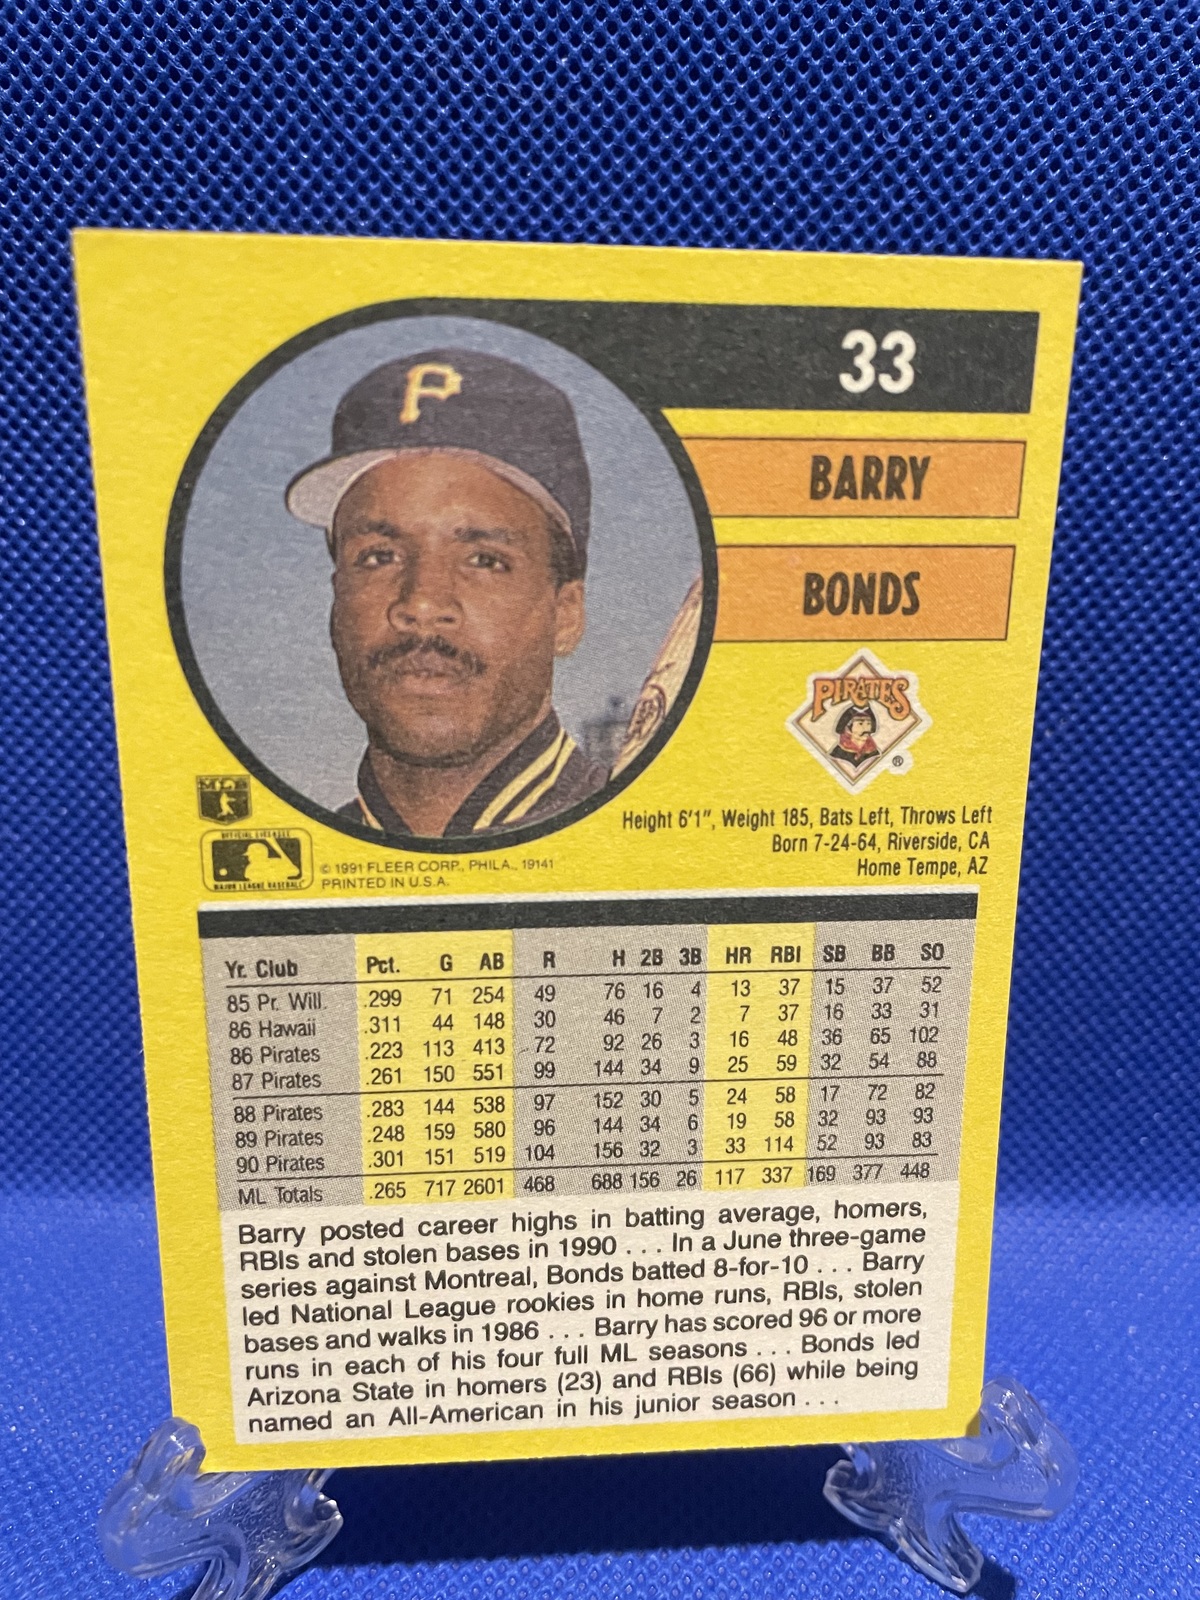 P
33
BARRY
BONDS
PIRATES
®
MLB
OFFICIAL LICENSEE
MAJOR LEAGUE BASEBALL
© 1991 FLEER CORP., PHILA., 19141
PRINTED IN U.S.A.
Height 6'1", Weight 185, Bats Left, Throws Left
Born 7-24-64, Riverside, CA
Home Tempe, AZ
Yr. Club Pct. G AB R H 2B 3B HR RBI SB BB SO
85 Pr. Will. .299 71 254 49 76 16 4 13 37 15 37 52
86 Hawaii .311 44 148 30 46 7 2 7 37 16 33 31
86 Pirates .223 113 413 72 92 26 3 16 48 36 65 102
87 Pirates .261 150 551 99 144 34 9 25 59 32 54 88
88 Pirates .283 144 538 97 152 30 5 24 58 17 72 82
89 Pirates .248 159 580 96 144 34 6 19 58 32 93 93
90 Pirates .301 151 519 104 156 32 3 33 114 52 93 83
ML Totals .265 717 2601 468 688 156 26 117 337 169 377 448
Barry posted career highs in batting average, homers,
RBIs and stolen bases in 1990 . . . In a June three-game
series against Montreal, Bonds batted 8-for-10 . . . Barry
led National League rookies in home runs, RBIs, stolen
bases and walks in 1986 . . . Barry has scored 96 or more
runs in each of his four full ML seasons . . . Bonds led
Arizona State in homers (23) and RBIs (66) while being
named an All-American in his junior season . . .